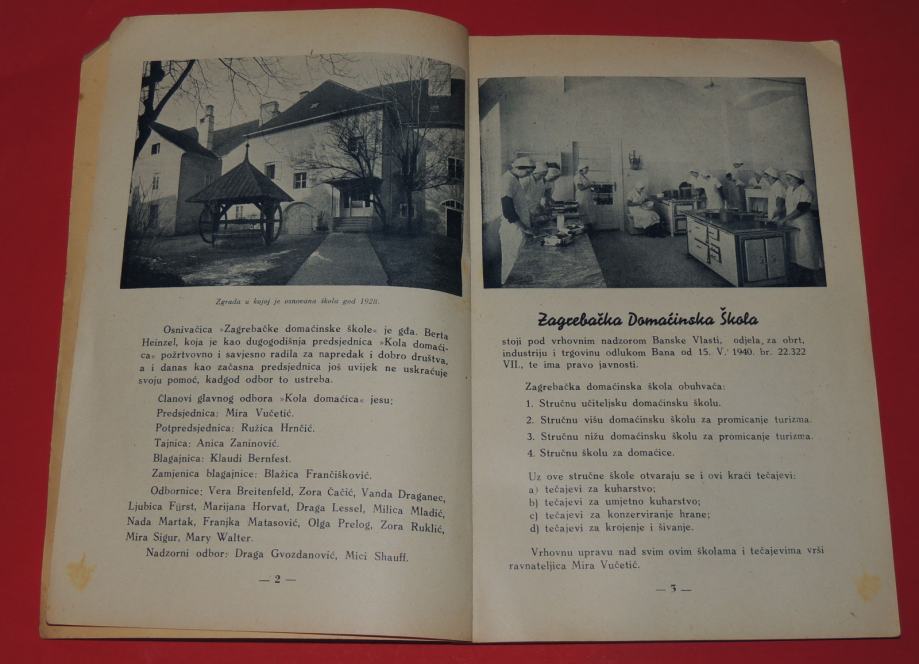 Zgrada u kojoj je osnovana škola god 1928.
Osnivačica »Zagrebačke domaćinske škole« je gđa. Berta
Heinzel, koja je kao dugogodišnja predsjednica »Kola domaći-
ca« požrtvovno i savjesno radila za napredak i dobro društva,
a i danas kao začasna predsjednica još uvijek ne uskraćuje
svoju pomoć, kadgod odbor to ustreba.
Članovi glavnog odbora »Kola domaćica« jesu;
Predsjednica: Mira Vučetić.
Potpredsjednica: Ružica Hrnčić.
Tajnica: Anica Zaninović.
Blagajnica: Klaudi Bernfest.
Zamjenica blagajnice: Blažica Frančišković.
Odbornice: Vera Breitenfeld, Zora Ćačić, Vanda Draganec,
Ljubica Fürst, Marijana Horvat, Draga Lessel, Milica Mladić,
Nada Martak, Franjka Matasović, Olga Prelog, Zora Ruklić,
Mira Sigur, Mary Walter.
Nadzorni odbor: Draga Gvozdanović, Mici Shauff.
— 2 —
Zagrebačka Domaćinska Škola
stoji pod vrhovnim nadzorom Banske Vlasti, odjela, za obrt,
industriju i trgovinu odlukom Bana od 15. V. 1940. br. 22.322
VII., te ima pravo javnosti.
Zagrebačka domaćinska škola obuhvaća:
1. Stručnu učiteljsku domaćinsku školu.
2. Stručnu višu domaćinsku školu za promicanje turizma.
3. Stručnu nižu domaćinsku školu za promicanje turizma.
4. Stručnu školu za domaćice.
Uz ove stručne škole otvaraju se i ovi kraći tečajevi:
a) tečajevi za kuharstvo;
b) tečajevi za umjetno kuharstvo;
c) tečajevi za konzerviranje hrane;
d) tečajevi za krojenje i šivanje.
Vrhovnu upravu nad svim ovim školama i tečajevima vrši
ravnateljica Mira Vučetić.
— 3 —